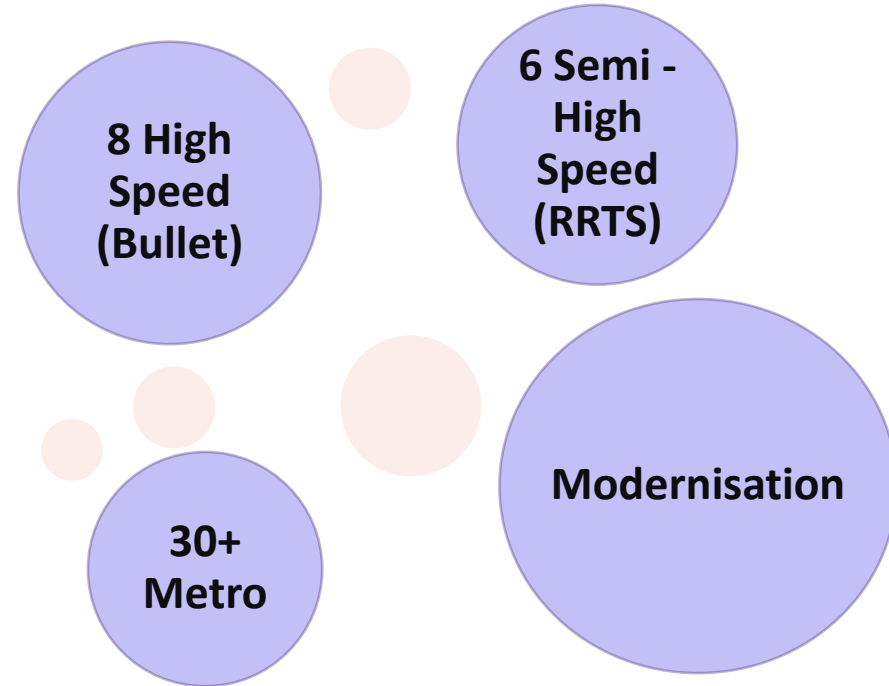 8 High
Speed
(Bullet)
6 Semi -
High
Speed
(RRTS)
30+
Metro
Modernisation